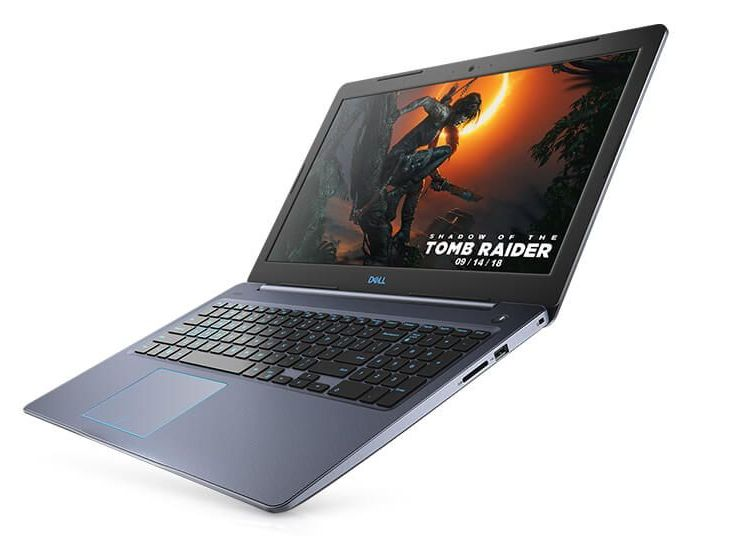 SHADOW OF THE
TOMB RAIDER
09 / 14 / 18
DELL